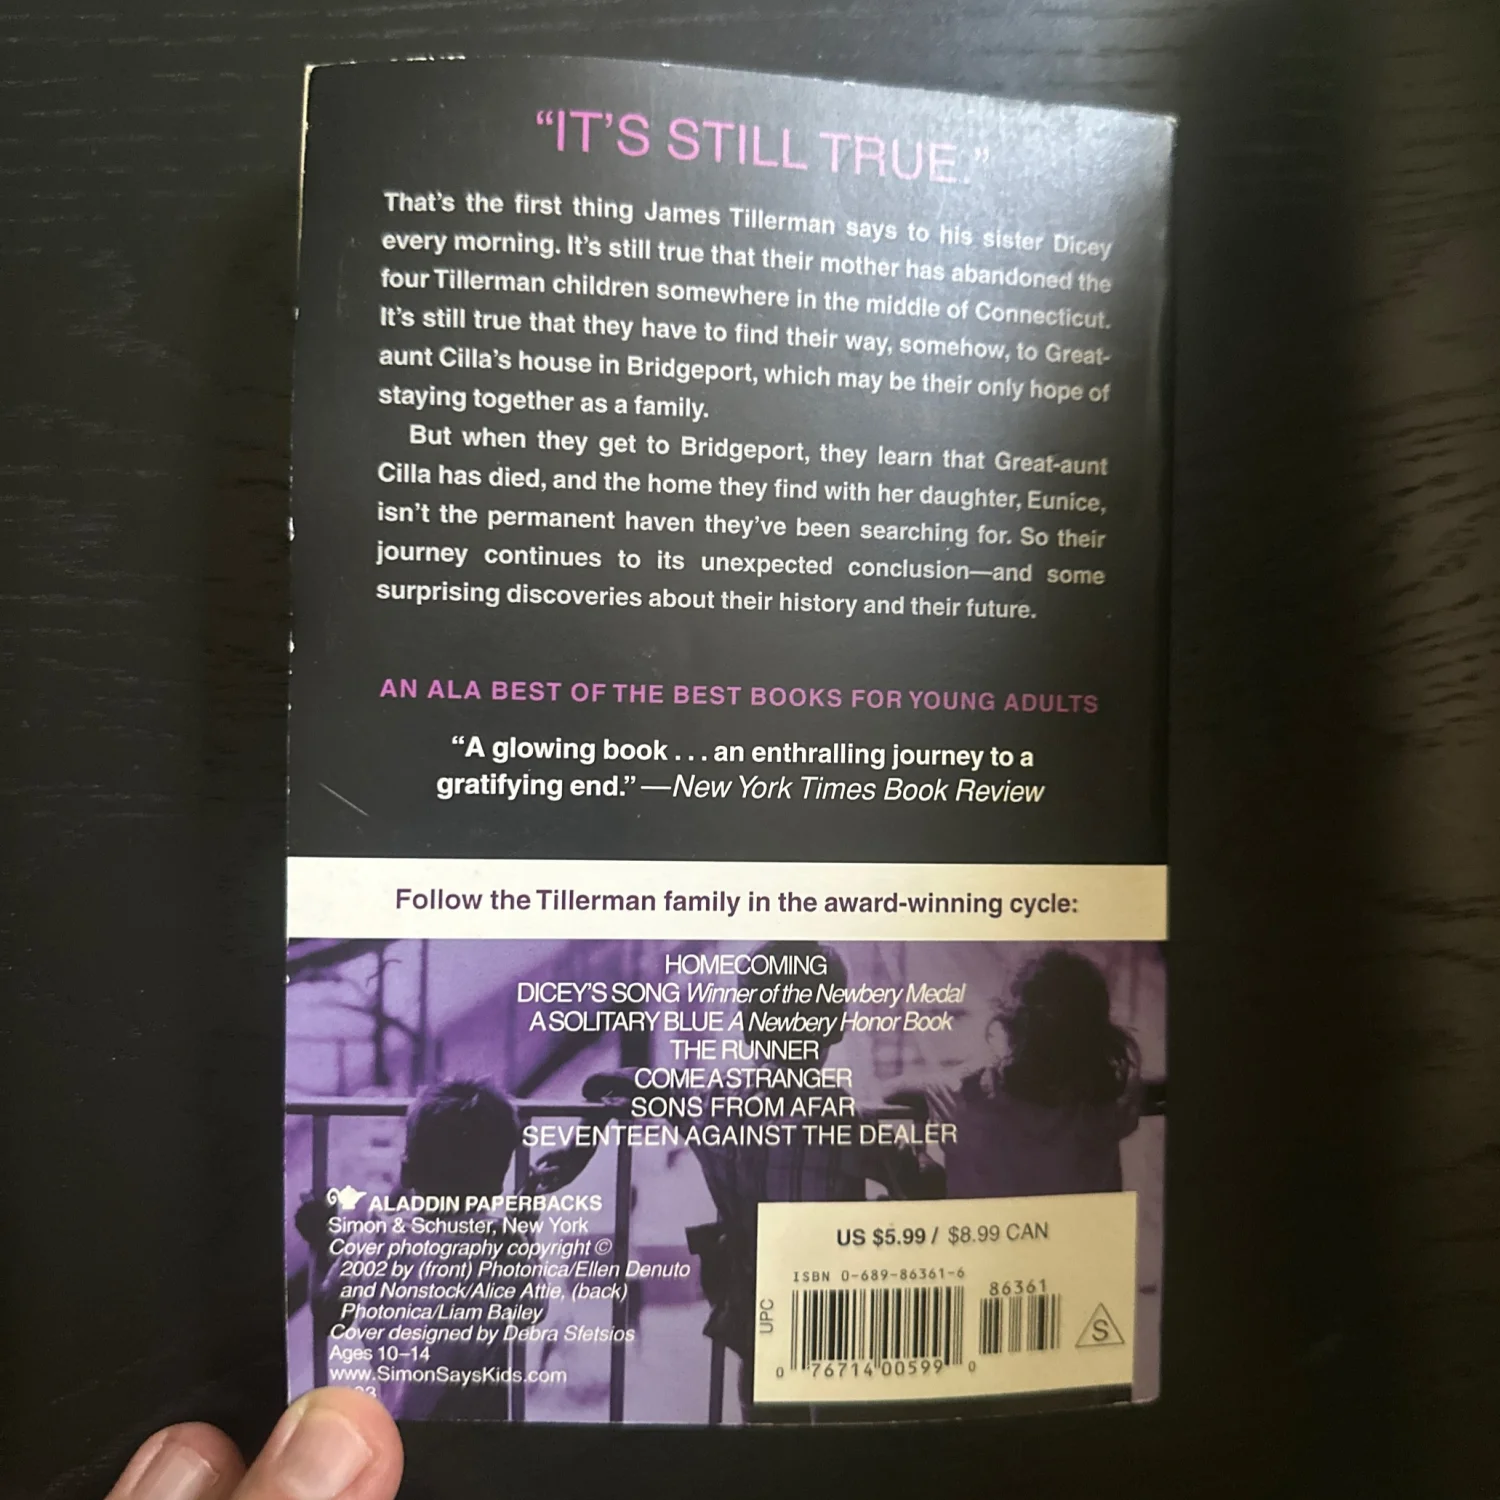 “IT’S STILL TRUE.”
That’s the first thing James Tillerman says to his sister Dicey
every morning. It’s still true that their mother has abandoned the
four Tillerman children somewhere in the middle of Connecticut.
It’s still true that they have to find their way, somehow, to Great-
aunt Cilla’s house in Bridgeport, which may be their only hope of
staying together as a family.
But when they get to Bridgeport, they learn that Great-aunt
Cilla has died, and the home they find with her daughter, Eunice,
isn’t the permanent haven they’ve been searching for. So their
journey continues to its unexpected conclusion—and some
surprising discoveries about their history and their future.
AN ALA BEST OF THE BEST BOOKS FOR YOUNG ADULTS
“A glowing book . . . an enthralling journey to a
gratifying end.” —New York Times Book Review
Follow the Tillerman family in the award-winning cycle:
HOMECOMING
DICEY’S SONG Winner of the Newbery Medal
A SOLITARY BLUE A Newbery Honor Book
THE RUNNER
COME A STRANGER
SONS FROM AFAR
SEVENTEEN AGAINST THE DEALER
ALADDIN PAPERBACKS
Simon & Schuster, New York
Cover photography copyright ©
2002 by (front) Photonica/Ellen Denuto
and Nonstock/Alice Attie, (back)
Photonica/Liam Bailey
Cover designed by Debra Sfetsios
Ages 10–14
www.SimonSaysKids.com
US $5.99 / $8.99 CAN
ISBN 0-689-86361-6
86361
UPC
S
0 76714 00599 0